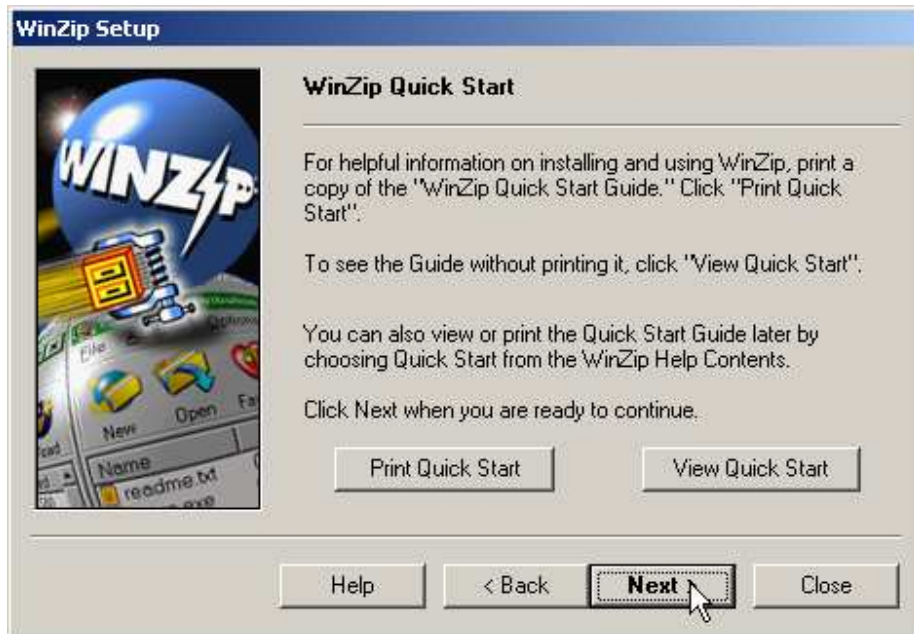 WinZip Setup
WINZIP
File
New
Open
Name
readme.txt
WinZip Quick Start
For helpful information on installing and using WinZip, print a
copy of the "WinZip Quick Start Guide." Click "Print Quick
Start".
To see the Guide without printing it, click "View Quick Start".
You can also view or print the Quick Start Guide later by
choosing Quick Start from the WinZip Help Contents.
Click Next when you are ready to continue.
Print Quick Start
View Quick Start
Help
< Back
Next >
Close